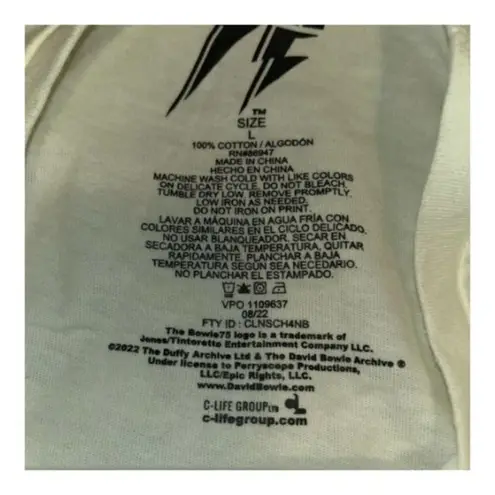 ™
SIZE
L
100% COTTON / ALGODÓN
RN#86947
MADE IN CHINA
HECHO EN CHINA
MACHINE WASH COLD WITH LIKE COLORS
ON DELICATE CYCLE. DO NOT BLEACH.
TUMBLE DRY LOW. REMOVE PROMPTLY.
LOW IRON AS NEEDED.
DO NOT IRON ON PRINT.
LAVAR A MÁQUINA EN AGUA FRÍA CON
COLORES SIMILARES EN EL CICLO DELICADO.
NO USAR BLANQUEADOR. SECAR EN
SECADORA A BAJA TEMPERATURA, QUITAR
RAPIDAMENTE. PLANCHAR A BAJA
TEMPERATURA SEGÚN SEA NECESARIO.
NO PLANCHAR EL ESTAMPADO.
VPO 1109637
08/22
FTY ID : CLNSCH4NB
The Bowie75 logo is a trademark of
Jones/Tintoretto Entertainment Company LLC.
©2022 The Duffy Archive Ltd & The David Bowie Archive ®
Under license to Perryscope Productions,
LLC/Epic Rights, LLC.
www.DavidBowie.com
C-LIFE GROUP LTD
c-lifegroup.com